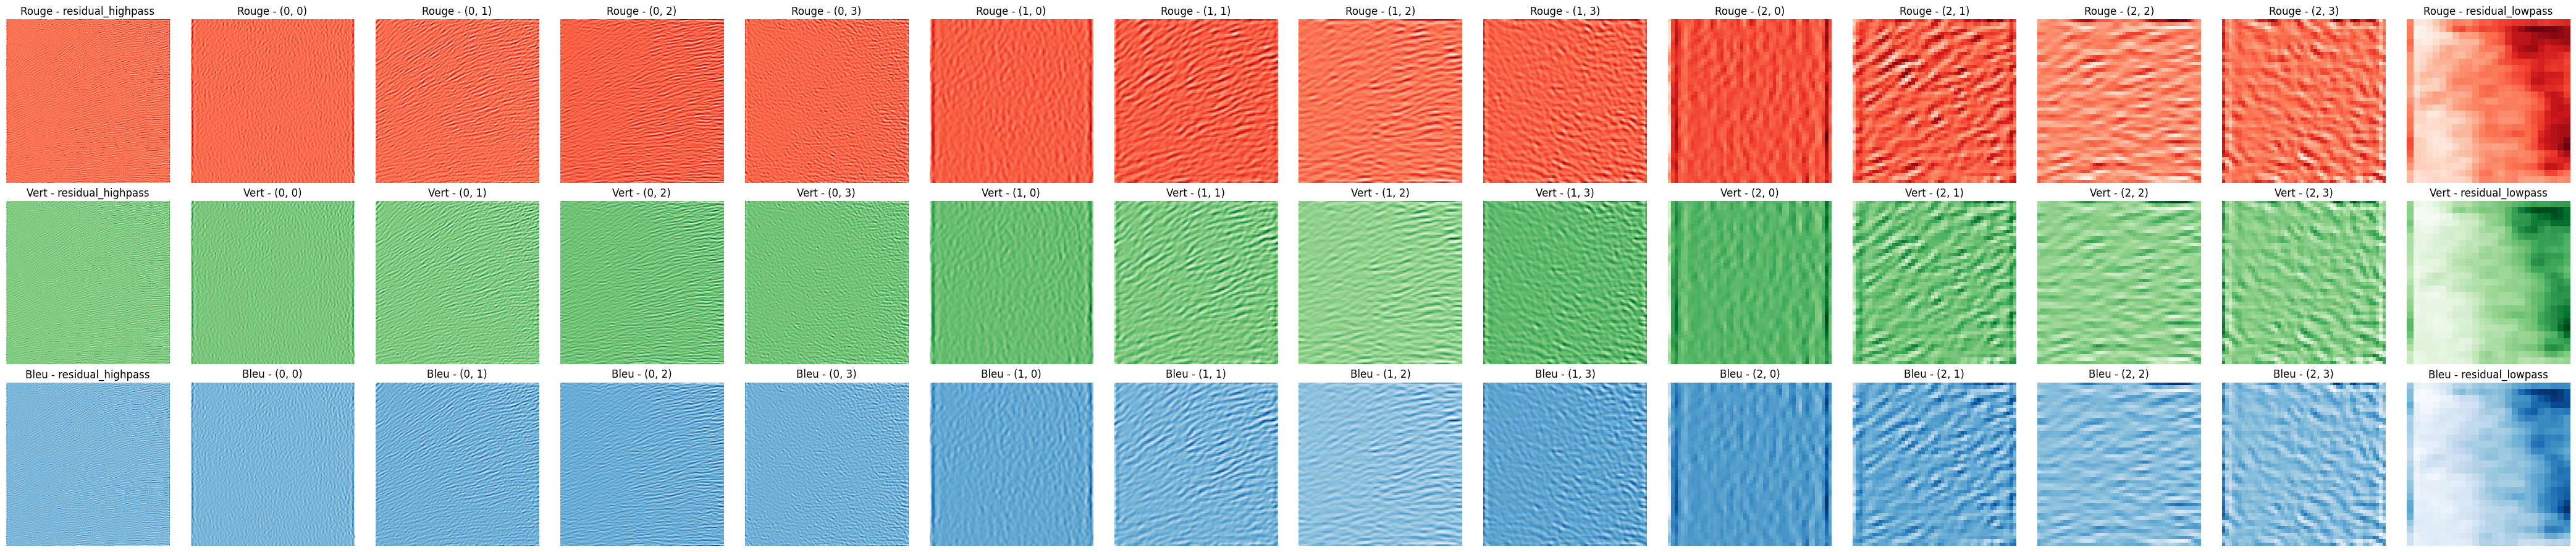 Rouge - residual_highpass Rouge - (0, 0) Rouge - (0, 1) Rouge - (0, 2) Rouge - (0, 3) Rouge - (1, 0) Rouge - (1, 1) Rouge - (1, 2) Rouge - (1, 3) Rouge - (2, 0) Rouge - (2, 1) Rouge - (2, 2) Rouge - (2, 3) Rouge - residual_lowpass
Vert - residual_highpass Vert - (0, 0) Vert - (0, 1) Vert - (0, 2) Vert - (0, 3) Vert - (1, 0) Vert - (1, 1) Vert - (1, 2) Vert - (1, 3) Vert - (2, 0) Vert - (2, 1) Vert - (2, 2) Vert - (2, 3) Vert - residual_lowpass
Bleu - residual_highpass Bleu - (0, 0) Bleu - (0, 1) Bleu - (0, 2) Bleu - (0, 3) Bleu - (1, 0) Bleu - (1, 1) Bleu - (1, 2) Bleu - (1, 3) Bleu - (2, 0) Bleu - (2, 1) Bleu - (2, 2) Bleu - (2, 3) Bleu - residual_lowpass